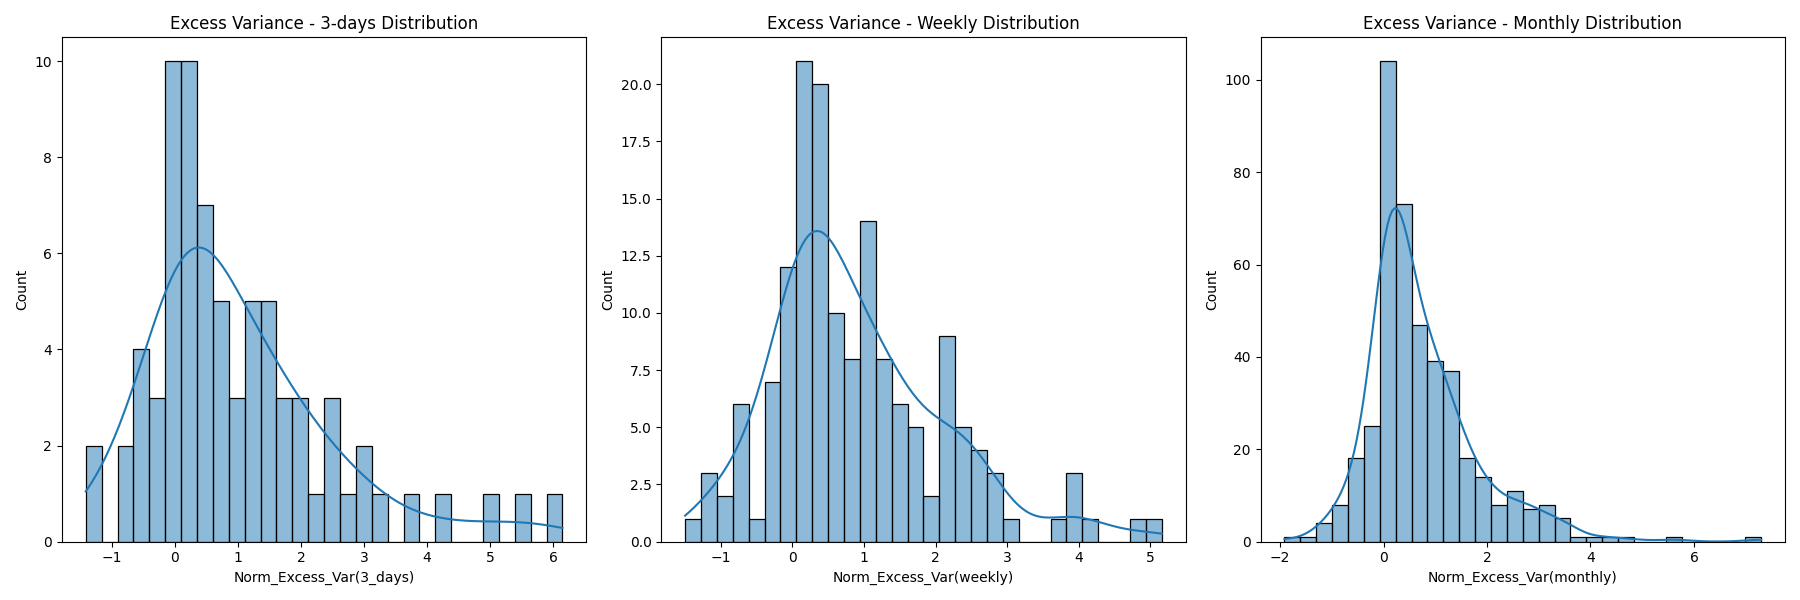 Excess Variance - 3-days Distribution
10
8
6
4
2
0
Count
−1 0 1 2 3 4 5 6
Norm_Excess_Var(3_days)
Excess Variance - Weekly Distribution
20.0
17.5
15.0
12.5
10.0
7.5
5.0
2.5
0.0
Count
−1 0 1 2 3 4 5
Norm_Excess_Var(weekly)
Excess Variance - Monthly Distribution
100
80
60
40
20
0
Count
−2 0 2 4 6
Norm_Excess_Var(monthly)